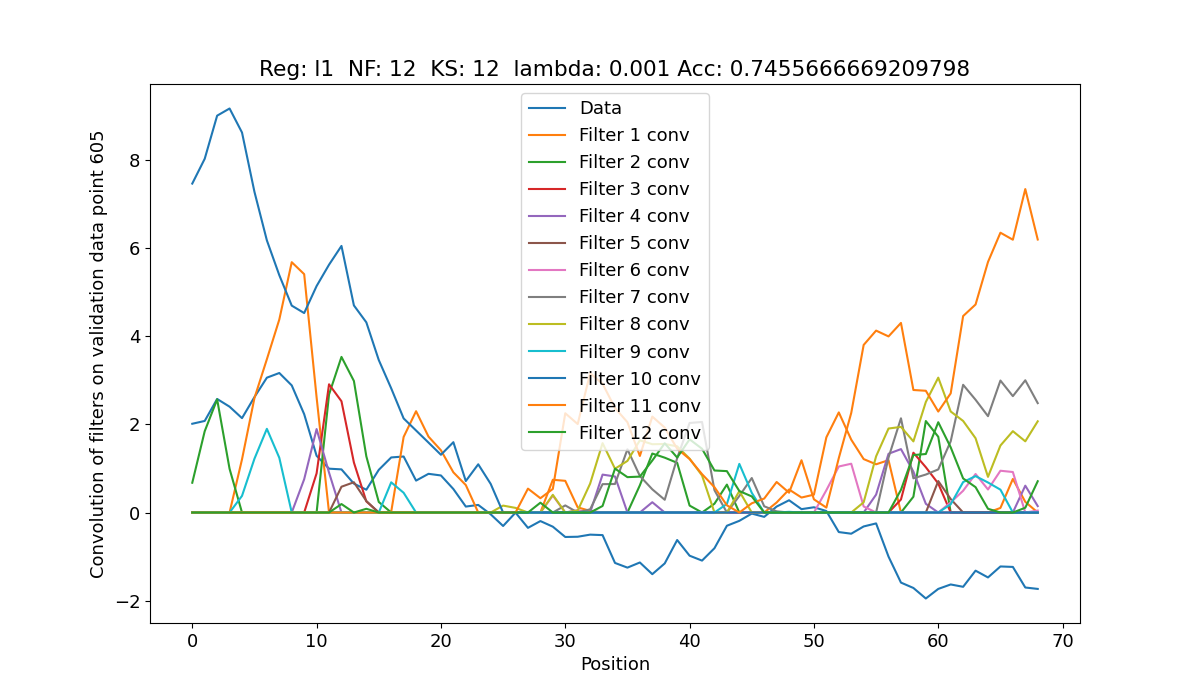 Reg: l1  NF: 12  KS: 12  lambda: 0.001 Acc: 0.7455666669209798
Convolution of filters on validation data point 605
8
6
4
2
0
−2
Data
Filter 1 conv
Filter 2 conv
Filter 3 conv
Filter 4 conv
Filter 5 conv
Filter 6 conv
Filter 7 conv
Filter 8 conv
Filter 9 conv
Filter 10 conv
Filter 11 conv
Filter 12 conv
0 10 20 30 40 50 60 70
Position